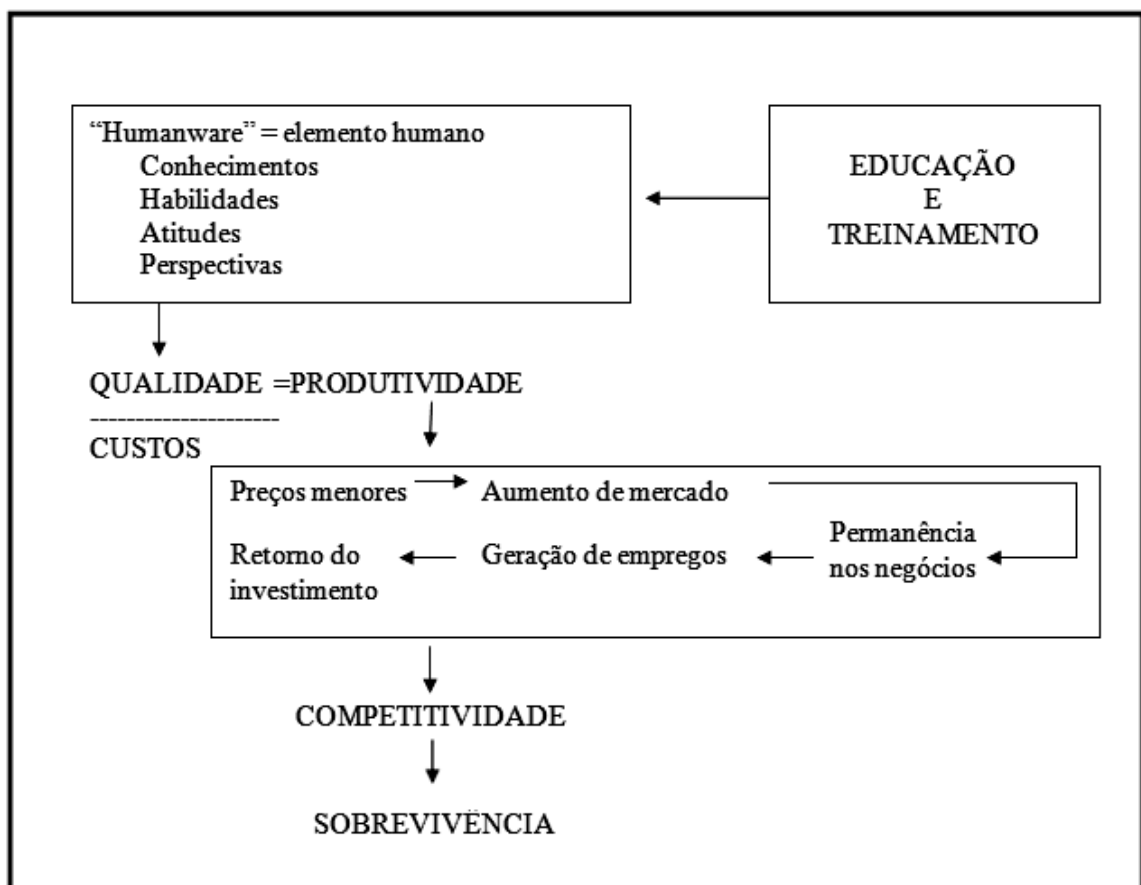 “Humanware” = elemento humano
Conhecimentos
Habilidades
Atitudes
Perspectivas
EDUCAÇÃO
E
TREINAMENTO
QUALIDADE =PRODUTIVIDADE
---------------------
CUSTOS
Preços menores
Aumento de mercado
Permanência
nos negócios
Geração de empregos
Retorno do
investimento
COMPETITIVIDADE
SOBREVIVÊNCIA